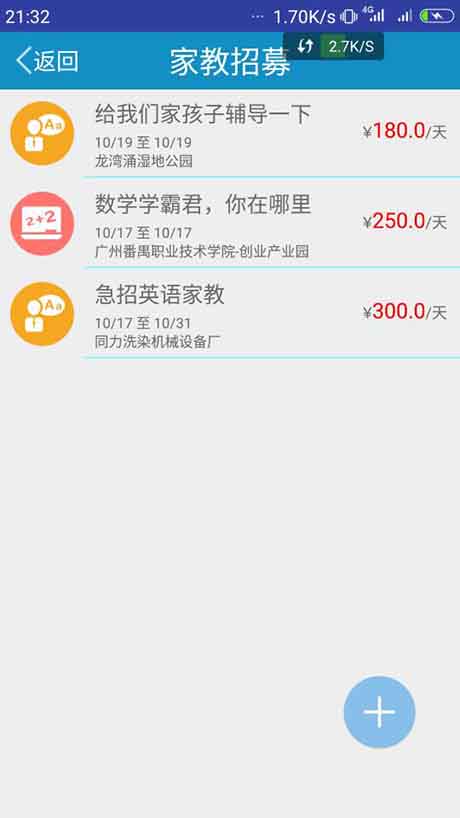 21:32
... 1.70K/s 4G
2.7K/S
返回
家教招募
Aa
给我们家孩子辅导一下
10/19 至 10/19
龙湾涌湿地公园
¥180.0/天
2+2
数学学霸君，你在哪里
10/17 至 10/17
广州番禺职业技术学院-创业产业园
¥250.0/天
Aa
急招英语家教
10/17 至 10/31
同力洗染机械设备厂
¥300.0/天